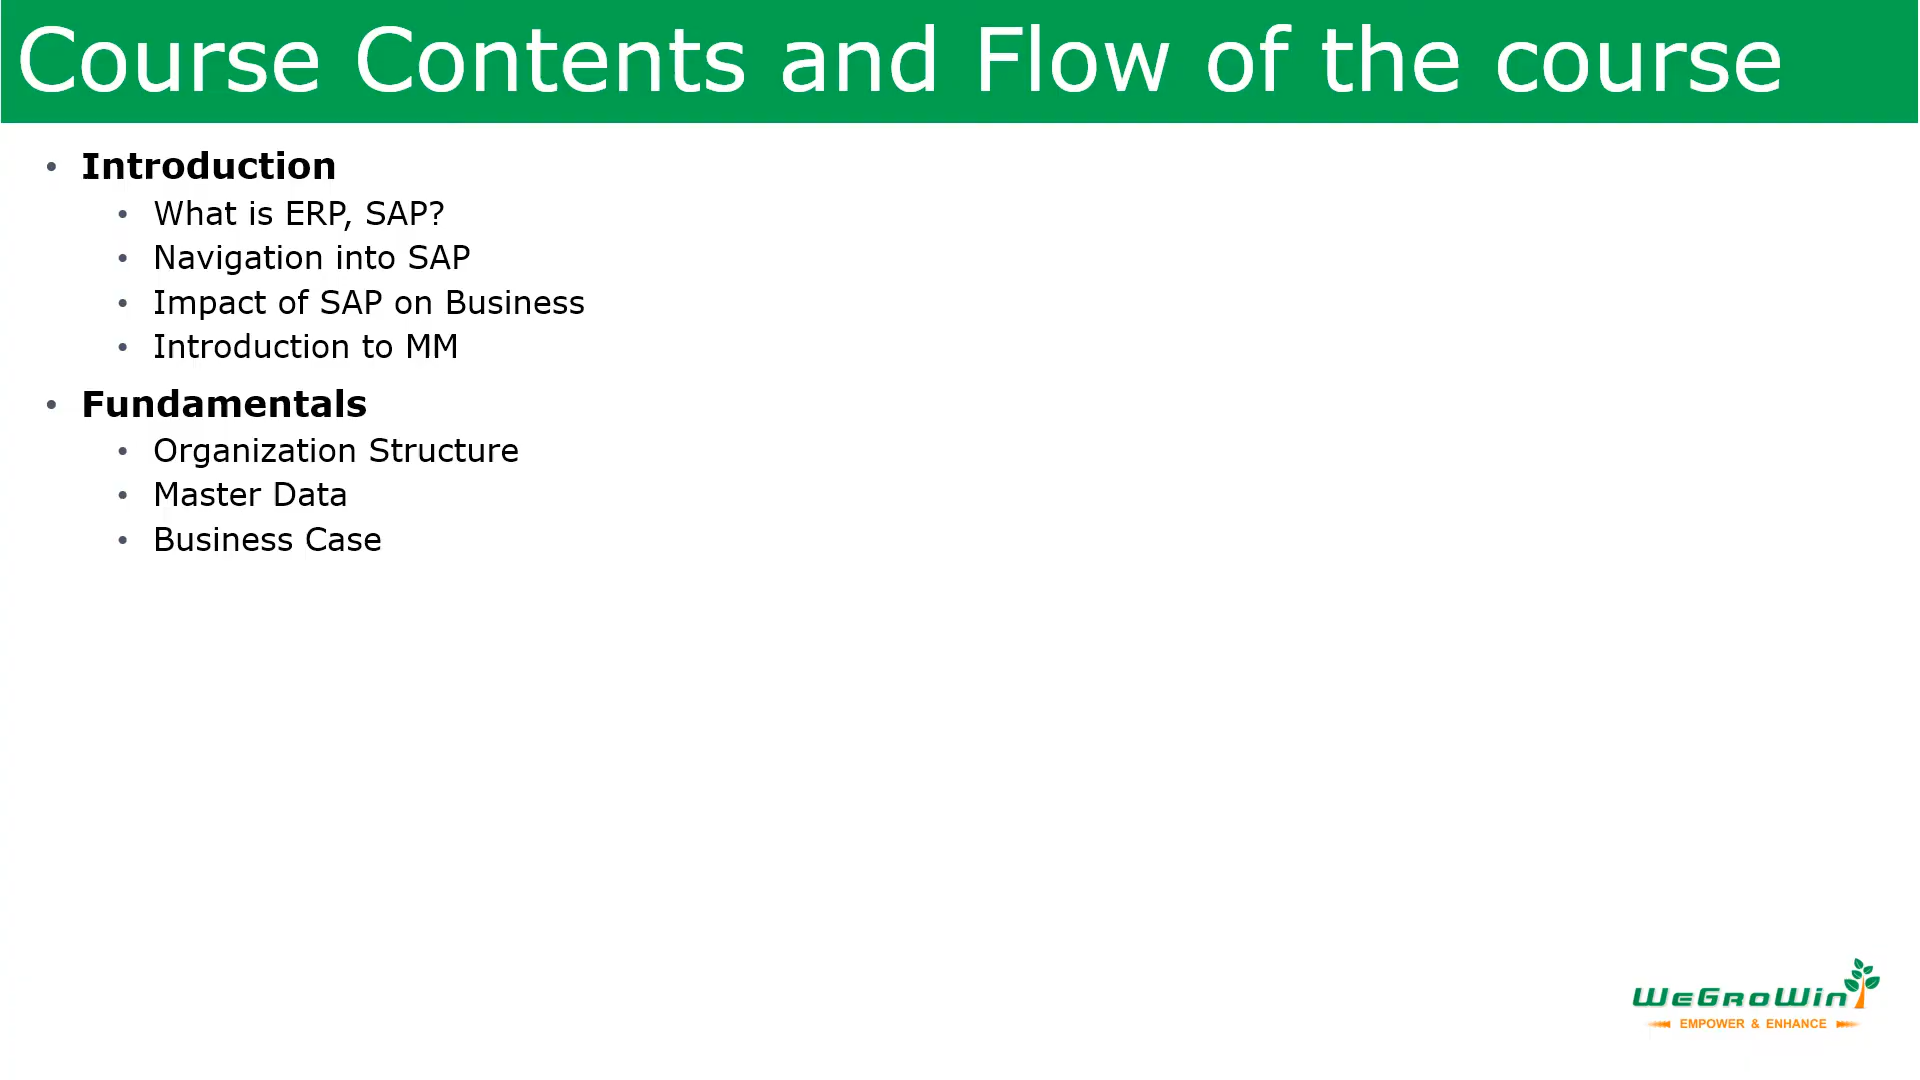 Course Contents and Flow of the course
• Introduction
• What is ERP, SAP?
• Navigation into SAP
• Impact of SAP on Business
• Introduction to MM
• Fundamentals
• Organization Structure
• Master Data
• Business Case
WeGroWin
EMPOWER & ENHANCE